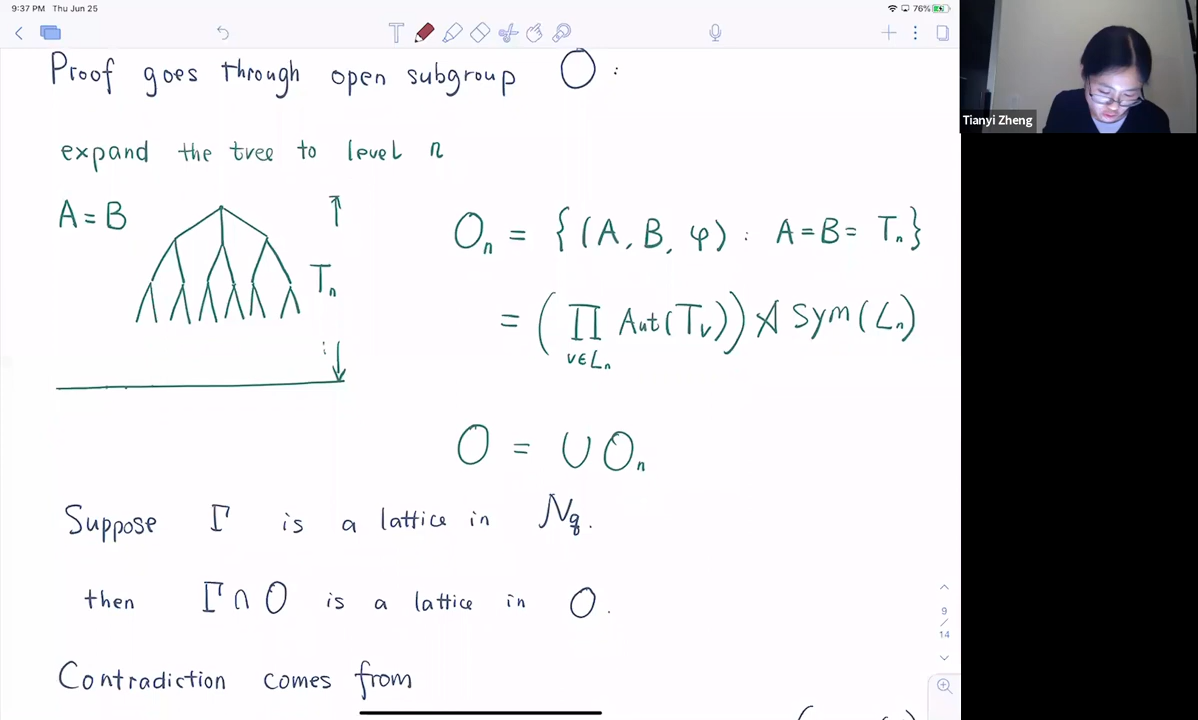 9:37 PM Thu Jun 25
76%
Proof goes through open subgroup O :
Tianyi Zheng
expand the tree to level n
A = B
T_n
O_n = { (A, B, φ) : A = B = T_n }
= ( ∏_{v∈L_n} Aut(T_v) ) ⋊ Sym(L_n)
O = ∪ O_n
Suppose Γ is a lattice in N_q.
then Γ ∩ O is a lattice in O.
9
/
14
Contradiction comes from